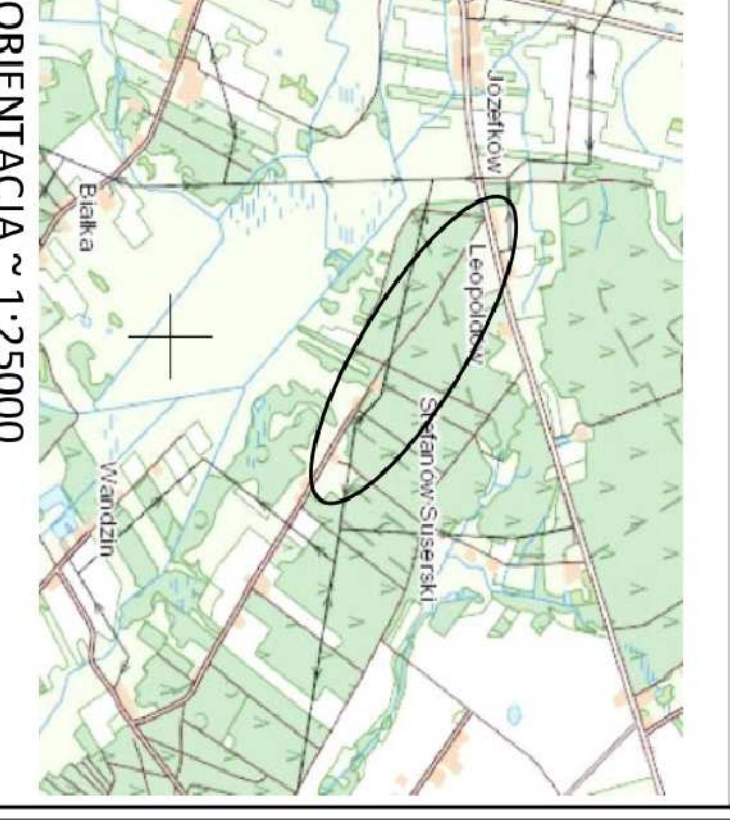 ORIENTACJA ~ 1:25000
Józefków
Leopoldów
Stefanów Suserski
Białka
Wandzin